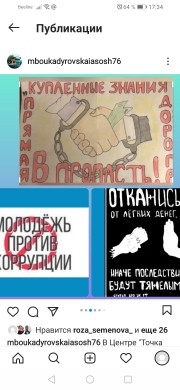 Beeline
64 %
17:34
Публикации
mboukadyrovskaiasosh76
КУПЛЕННЫЕ ЗНАНИЯ
ПРЯМАЯ
ДОРОГА
В ПРОПАСТЬ!
МОЛОДЁЖЬ
ПРОТИВ
КОРРУПЦИИ
ОТКАЖИСЬ
ОТ ЛЁГКИХ ДЕНЕГ,
ИНАЧЕ ПОСЛЕДСТВИЯ
БУДУТ ТЯЖЕЛЫМИ
Нравится roza_semenova_ и еще 26
mboukadyrovskaiasosh76 В Центре "Точка